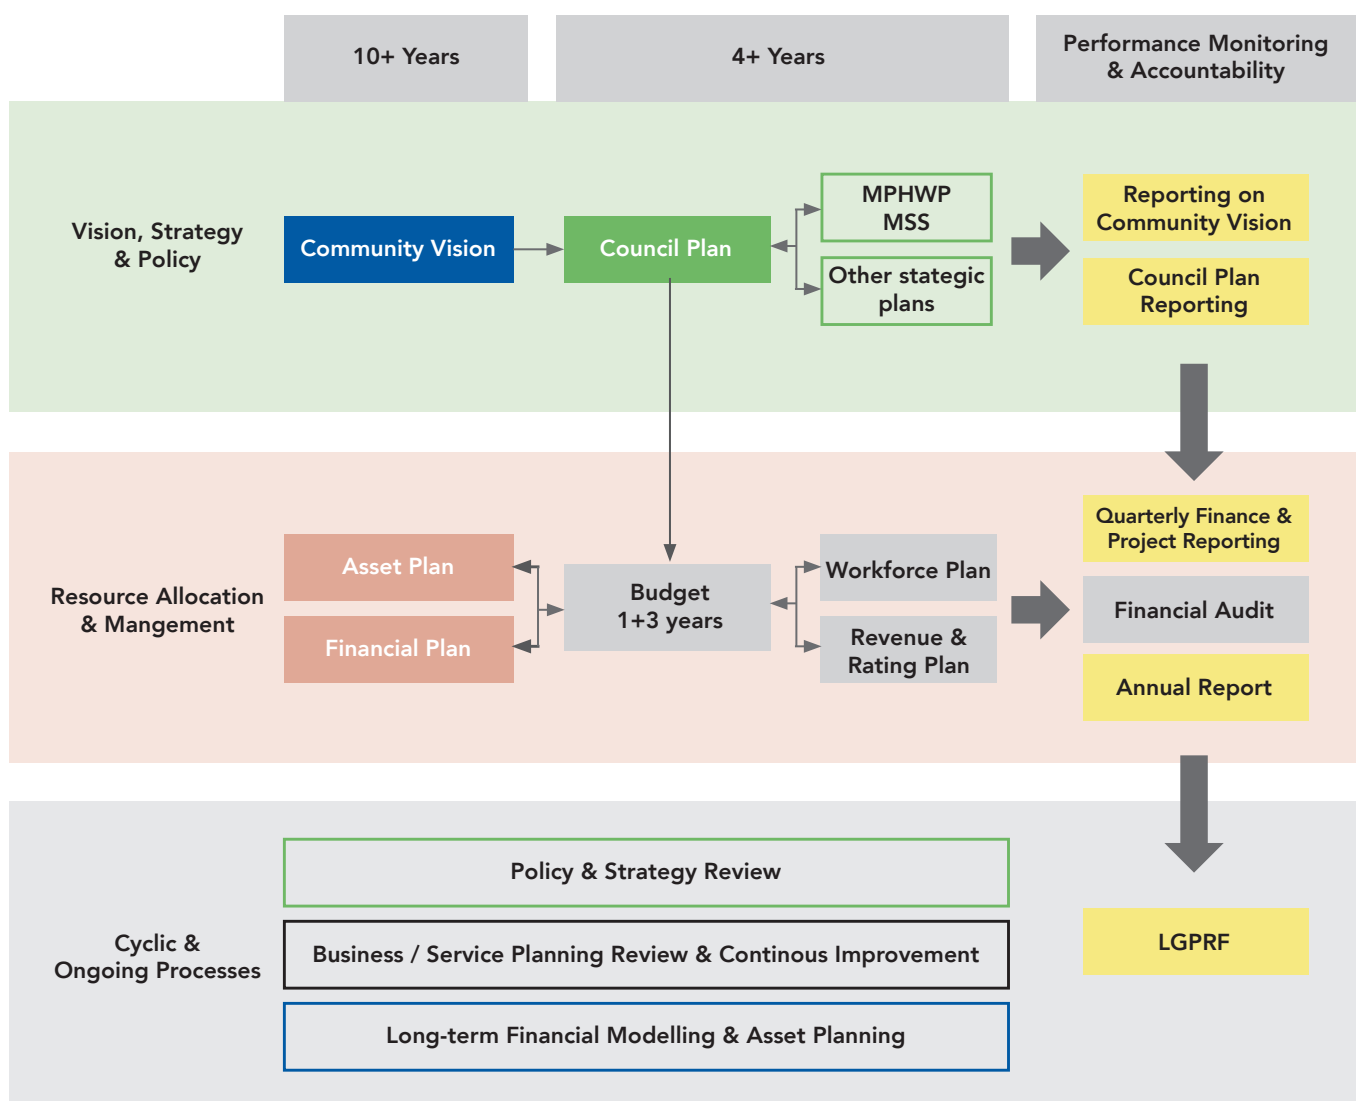 10+ Years
4+ Years
Performance Monitoring
& Accountability
Vision, Strategy
& Policy
Community Vision
Council Plan
MPHWP
MSS
Other stategic
plans
Reporting on
Community Vision
Council Plan
Reporting
Resource Allocation
& Mangement
Asset Plan
Financial Plan
Budget
1+3 years
Workforce Plan
Revenue &
Rating Plan
Quarterly Finance &
Project Reporting
Financial Audit
Annual Report
Cyclic &
Ongoing Processes
Policy & Strategy Review
Business / Service Planning Review & Continous Improvement
Long-term Financial Modelling & Asset Planning
LGPRF